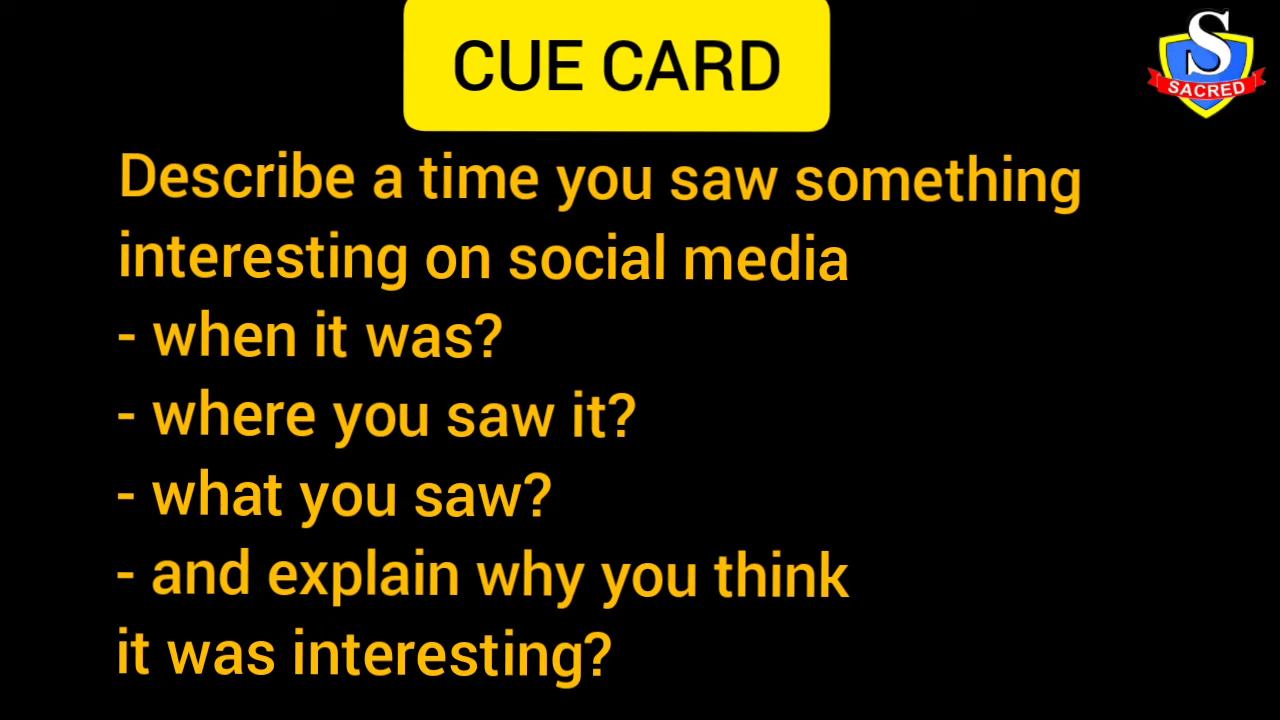 CUE CARD
S
SACRED
Describe a time you saw something
interesting on social media
- when it was?
- where you saw it?
- what you saw?
- and explain why you think
it was interesting?